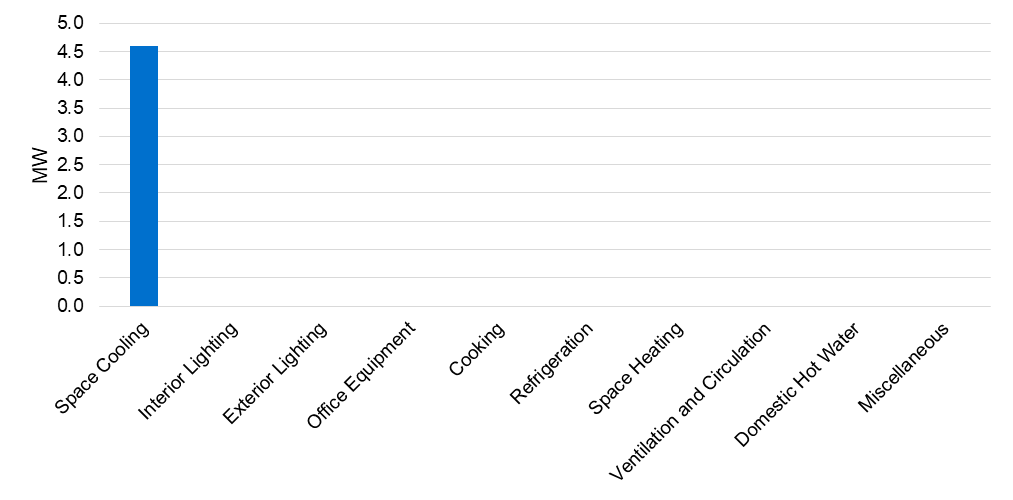 5.0
4.5
4.0
3.5
3.0
2.5
2.0
1.5
1.0
0.5
0.0
MW
Space Cooling
Interior Lighting
Exterior Lighting
Office Equipment
Cooking
Refrigeration
Space Heating
Ventilation and Circulation
Domestic Hot Water
Miscellaneous